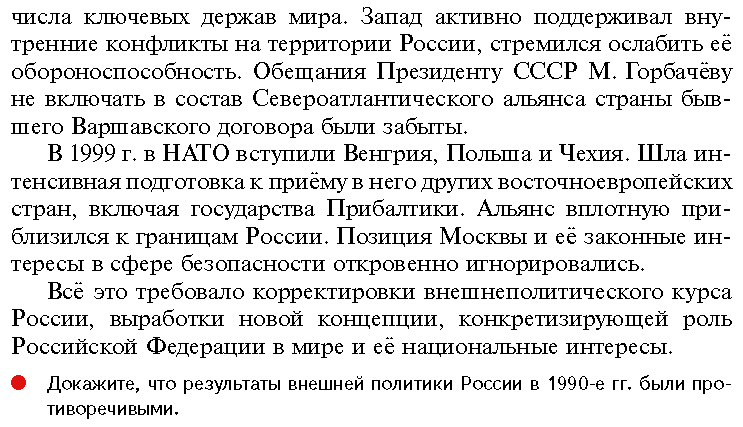 числа ключевых держав мира. Запад активно поддерживал вну-
тренние конфликты на территории России, стремился ослабить её
обороноспособность. Обещания Президенту СССР М. Горбачёву
не включать в состав Североатлантического альянса страны быв-
шего Варшавского договора были забыты.
В 1999 г. в НАТО вступили Венгрия, Польша и Чехия. Шла ин-
тенсивная подготовка к приёму в него других восточноевропейских
стран, включая государства Прибалтики. Альянс вплотную при-
близился к границам России. Позиция Москвы и её законные ин-
тересы в сфере безопасности откровенно игнорировались.
Всё это требовало корректировки внешнеполитического курса
России, выработки новой концепции, конкретизирующей роль
Российской Федерации в мире и её национальные интересы.
Докажите, что результаты внешней политики России в 1990-е гг. были про-
тиворечивыми.